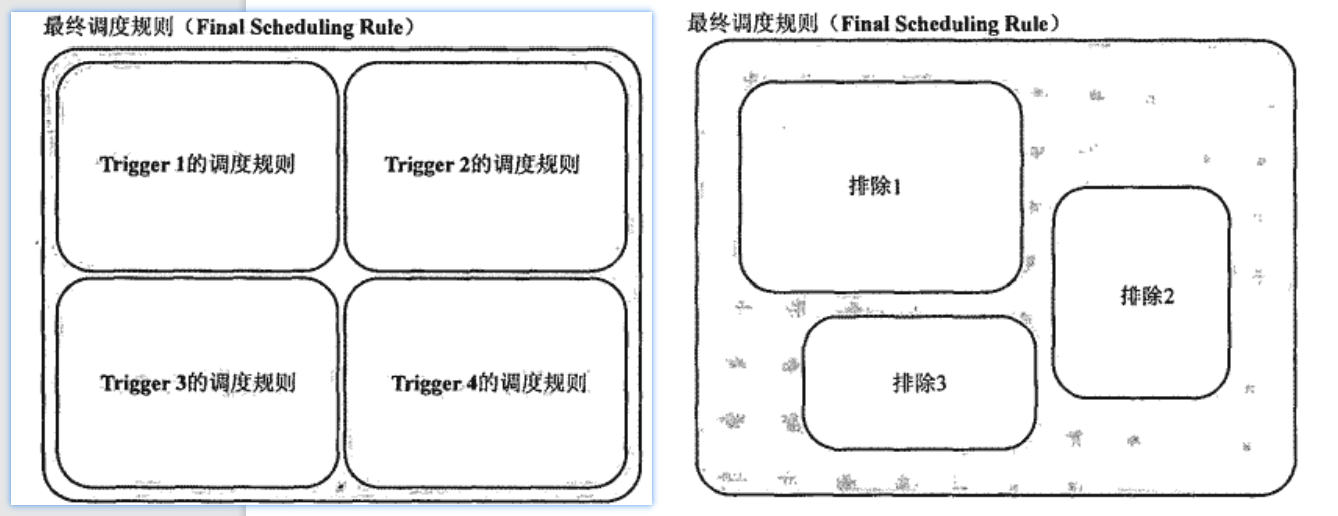 最终调度规则（Final Scheduling Rule）
Trigger 1的调度规则
Trigger 2的调度规则
Trigger 3的调度规则
Trigger 4的调度规则
最终调度规则（Final Scheduling Rule）
排除1
排除2
排除3